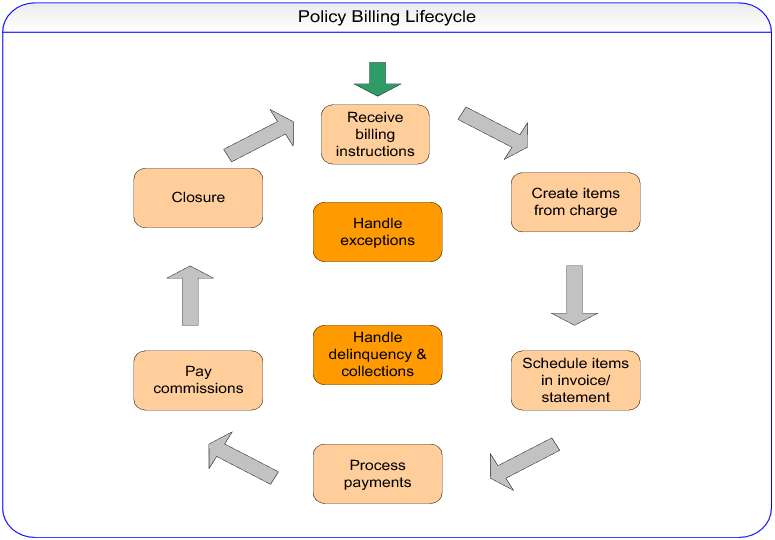 Policy Billing Lifecycle
Receive
billing
instructions
Create items
from charge
Closure
Handle
exceptions
Handle
delinquency &
collections
Schedule items
in invoice/
statement
Pay
commissions
Process
payments